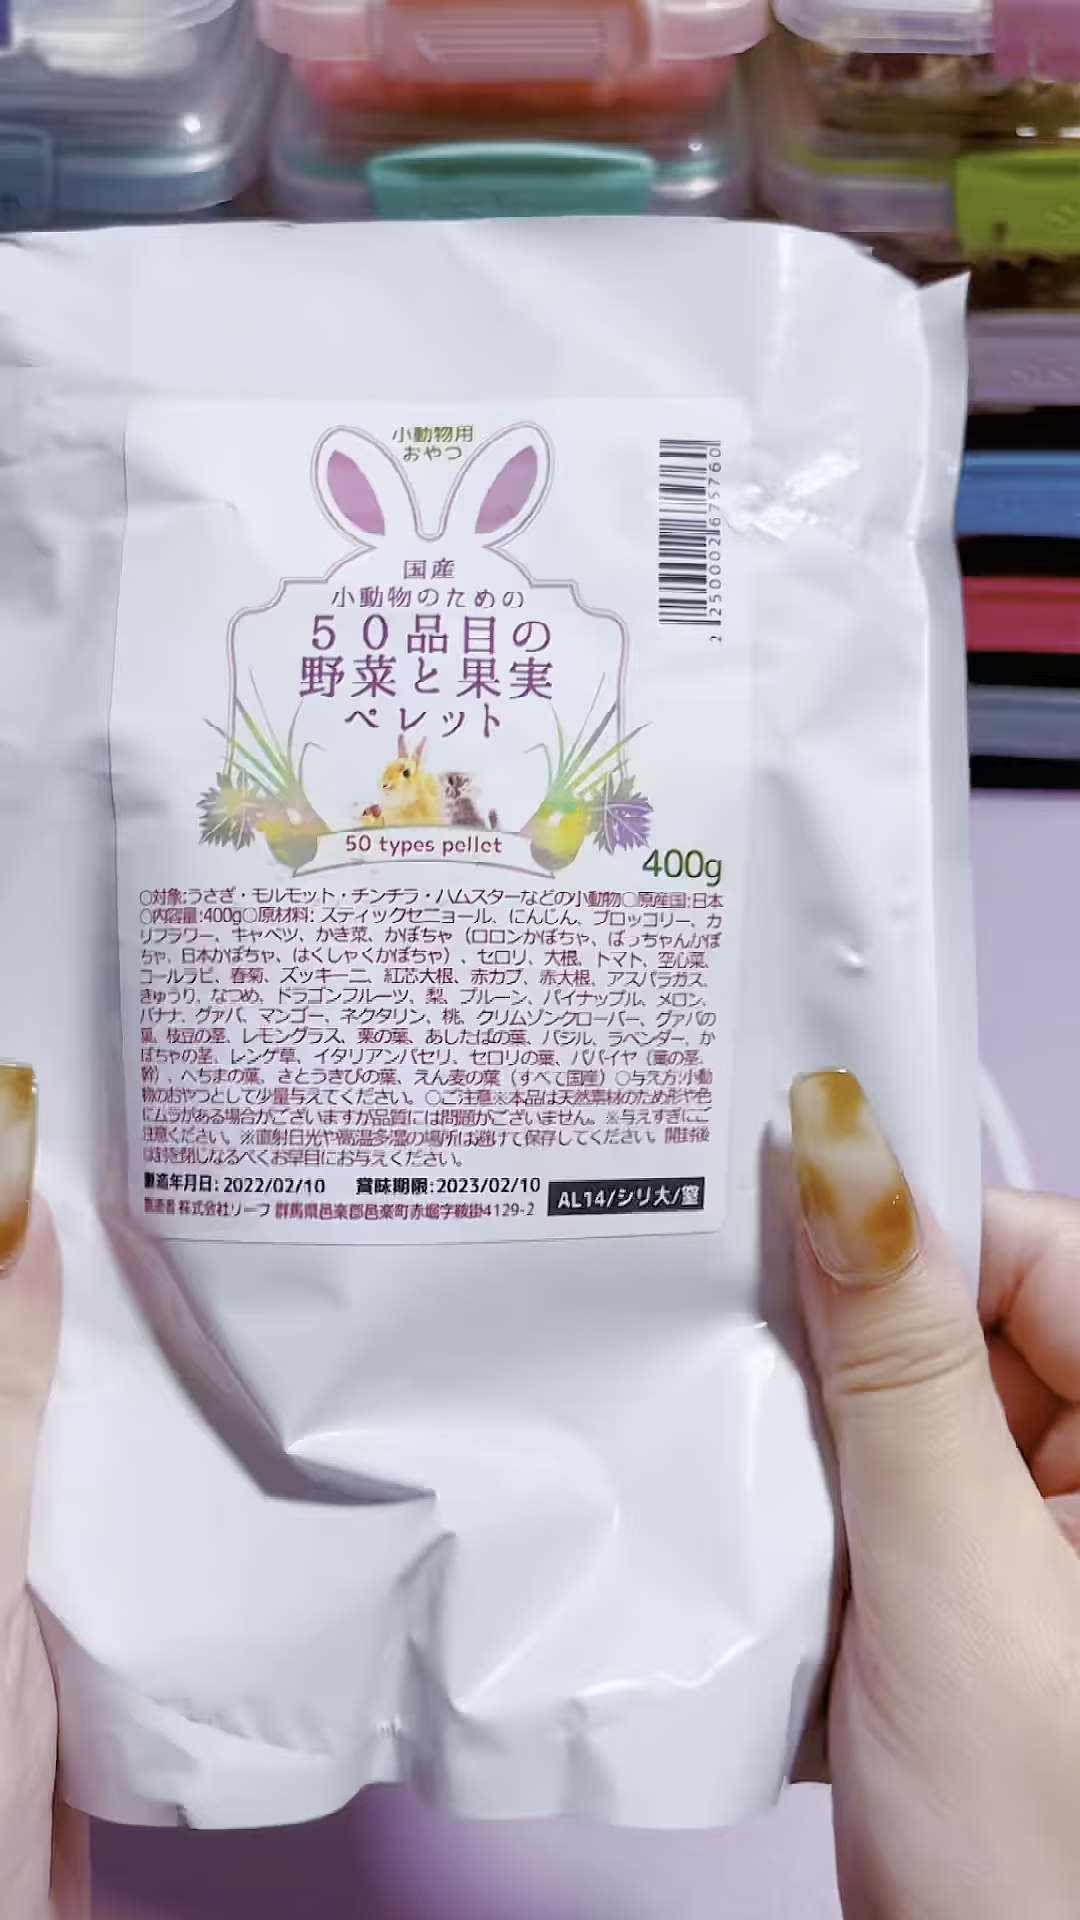 小動物用
おやつ
国産
小動物のための
50品目の
野菜と果実
ペレット
50 types pellet
400g
2250002675760
○対象:うさぎ・モルモット・チンチラ・ハムスターなどの小動物○原産国:日本
○内容量:400g○原材料: スティックセニョール、にんじん、ブロッコリー、カ
リフラワー、キャベツ、かき菜、かぼちゃ（ロロンかぼちゃ、ばっちゃんかぼ
ちゃ、日本かぼちゃ、はくしゃくかぼちゃ）、セロリ、大根、トマト、空心菜、
コールラビ、春菊、ズッキーニ、紅芯大根、赤カブ、赤大根、アスパラガス、
きゅうり、なつめ、ドラゴンフルーツ、梨、プルーン、パイナップル、メロン、
バナナ、グァバ、マンゴー、ネクタリン、桃、クリムゾンクローバー、グァバの
葉、枝豆の茎、レモングラス、栗の葉、あしたばの葉、バジル、ラベンダー、か
ぼちゃの茎、レンゲ草、イタリアンパセリ、セロリの葉、パパイヤ（葉の茎、
幹）、へちまの葉、さとうきびの葉、えん麦の葉（すべて国産）○与え方:小動
物のおやつとして少量与えてください。○ご注意※本品は天然素材のため形や色
にムラがある場合がございますが品質には問題がございません。※与えすぎにご
注意ください。※直射日光や高温多湿の場所は避けて保存してください。開封後
は封を閉じなるべくお早目にお与えください。
製造年月日:2022/02/10 賞味期限:2023/02/10
製造者 株式会社リーフ 群馬県邑楽郡邑楽町赤堀字鞍掛4129-2
AL14/シリ大/窒